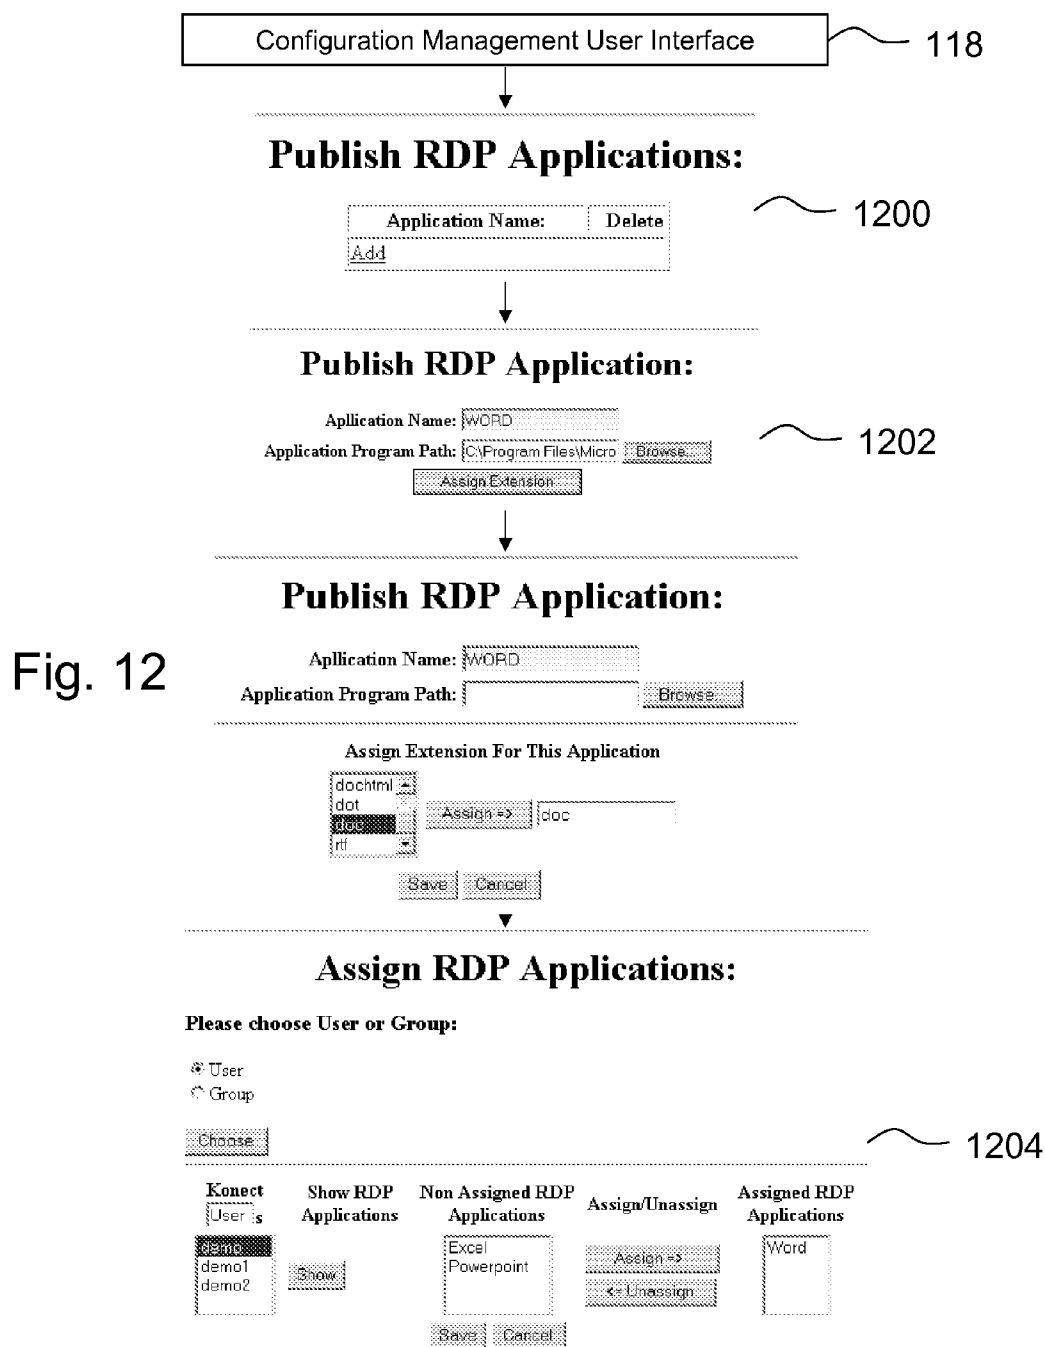 Configuration Management User Interface
118
Publish RDP Applications:
1200
Application Name: Delete
Add
Publish RDP Application:
Apllication Name: WORD
1202
Application Program Path: C:\Program Files\Micro Browse...
Assign Extension
Publish RDP Application:
Fig. 12
Apllication Name: WORD
Application Program Path: Browse...
Assign Extension For This Application
dochtml
dot
doc
rtf
Assign => doc
Save Cancel
Assign RDP Applications:
Please choose User or Group:
User
Group
Choose
1204
Konect User s
Show RDP Applications
Non Assigned RDP Applications
Assign/Unassign
Assigned RDP Applications
demo
demo1
demo2
Show
Excel
Powerpoint
Assign =>
<= Unassign
Word
Save Cancel